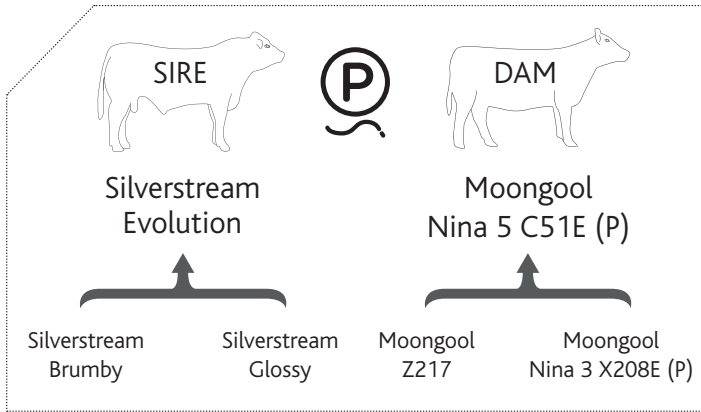 SIRE
P
DAM
Silverstream
Evolution
Moongool
Nina 5 C51E (P)
Silverstream
Brumby
Silverstream
Glossy
Moongool
Z217
Moongool
Nina 3 X208E (P)